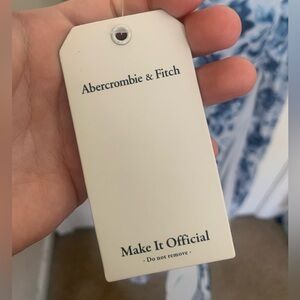 Abercrombie & Fitch
Make It Official
- Do not remove -